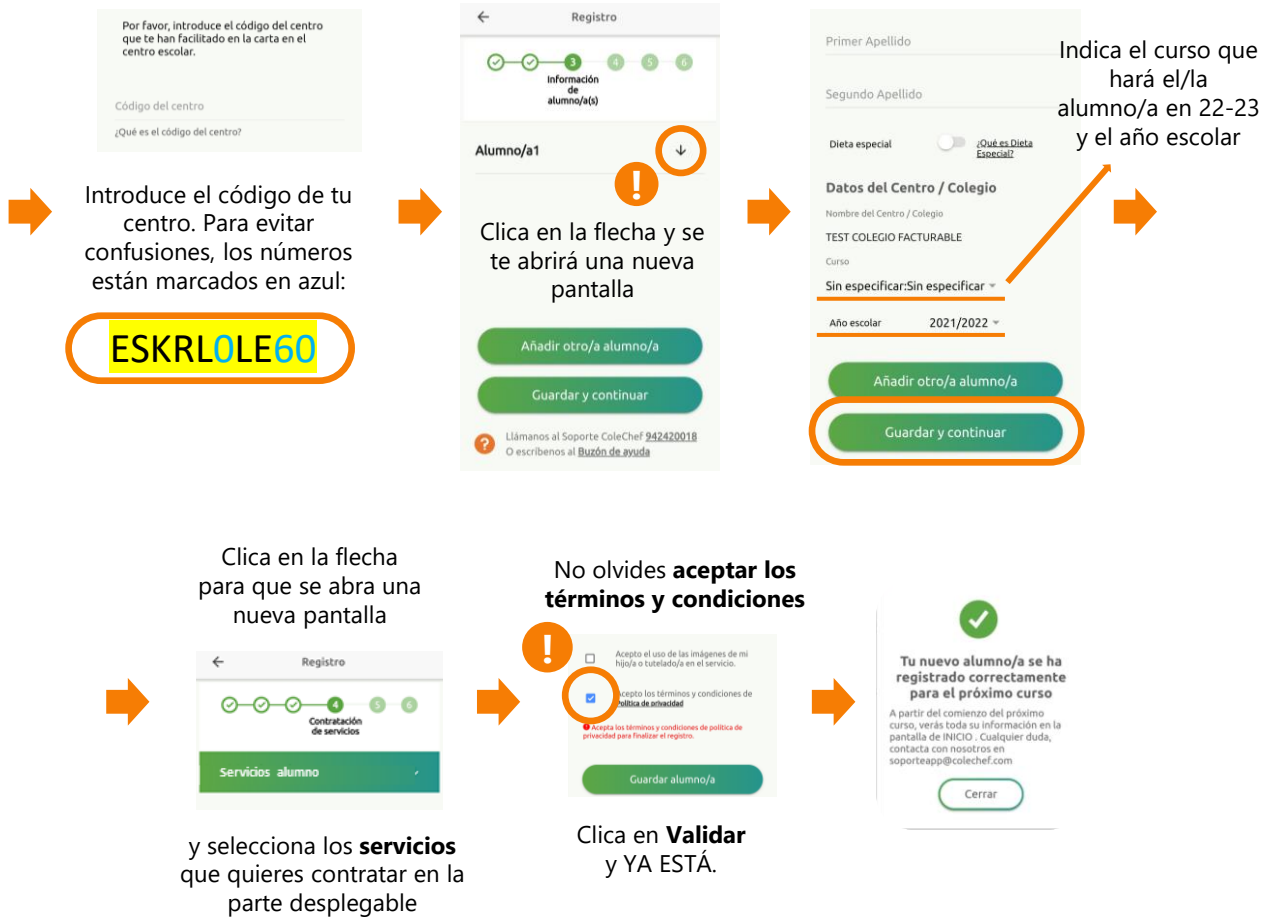 Por favor, introduce el código del centro
que te han facilitado en la carta en el
centro escolar.
Código del centro
¿Qué es el código del centro?
Introduce el código de tu
centro. Para evitar
confusiones, los números
están marcados en azul:
ESKRL0LE60
Registro
3
4
5
6
Información
de
alumno/a(s)
Alumno/a1
!
Clica en la flecha y se
te abrirá una nueva
pantalla
Añadir otro/a alumno/a
Guardar y continuar
?
Llámanos al Soporte ColeChef 942420018
O escríbenos al Buzón de ayuda
Primer Apellido
Segundo Apellido
Dieta especial
¿Qué es Dieta
Especial?
Datos del Centro / Colegio
Nombre del Centro / Colegio
TEST COLEGIO FACTURABLE
Curso
Sin especificar:Sin especificar
Año escolar 2021/2022
Añadir otro/a alumno/a
Guardar y continuar
Indica el curso que
hará el/la
alumno/a en 22-23
y el año escolar
Clica en la flecha
para que se abra una
nueva pantalla
Registro
4
5
6
Contratación
de servicios
Servicios alumno
y selecciona los servicios
que quieres contratar en la
parte desplegable
No olvides aceptar los
términos y condiciones
!
Acepto el uso de las imágenes de mi
hijo/a o tutelado/a en el servicio.
Acepto los términos y condiciones de
Política de privacidad
Acepta los términos y condiciones de política de
privacidad para finalizar el registro.
Guardar alumno/a
Clica en Validar
y YA ESTÁ.
Tu nuevo alumno/a se ha
registrado correctamente
para el próximo curso
A partir del comienzo del próximo
curso, verás toda su información en la
pantalla de INICIO . Cualquier duda,
contacta con nosotros en
soporteapp@colechef.com
Cerrar